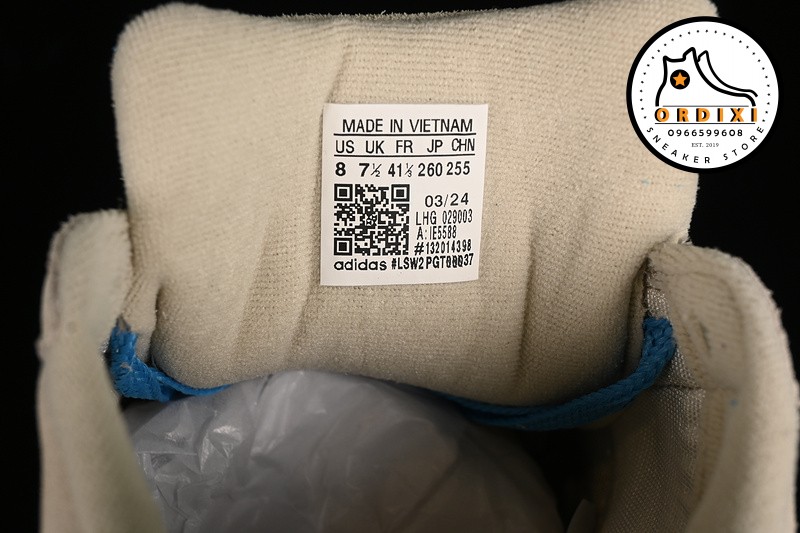 MADE IN VIETNAM
US UK FR JP CHN
8 7½ 41⅓ 260 255
03/24
LHG 029003
A: IE5588
#132014398
adidas #LSW2PGT00037
ORDIXI
0966599608
EST. 2019
SNEAKER STORE